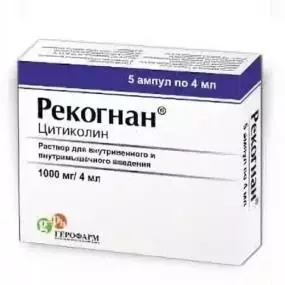 5 ампул по 4 мл
Рекогнан®
Цитиколин
Раствор для внутривенного и
внутримышечного введения
1000 мг/ 4 мл
ГЕРОФАРМ
Рекогнан®
5 ампул по 4 мл